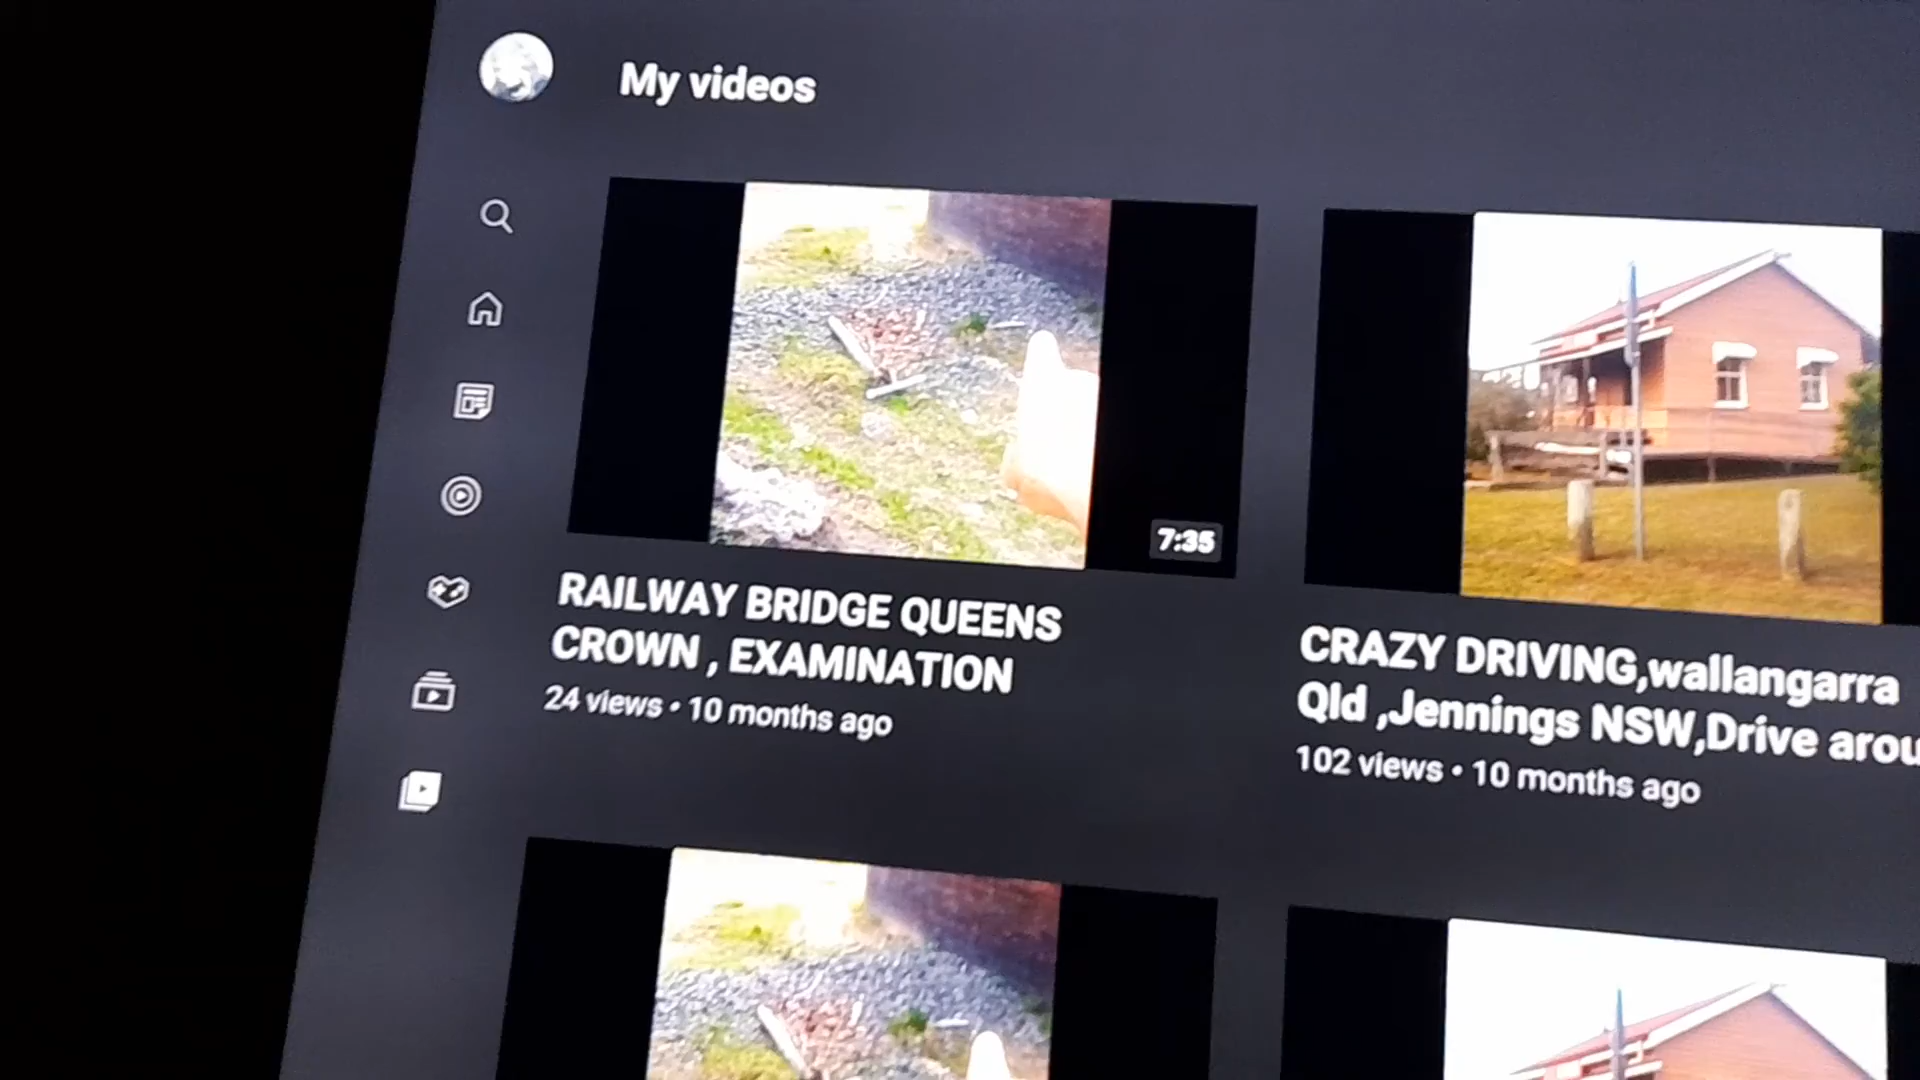 My videos
7:35
RAILWAY BRIDGE QUEENS
CROWN , EXAMINATION
24 views • 10 months ago
CRAZY DRIVING,wallangarra
Qld ,Jennings NSW,Drive arou
102 views • 10 months ago